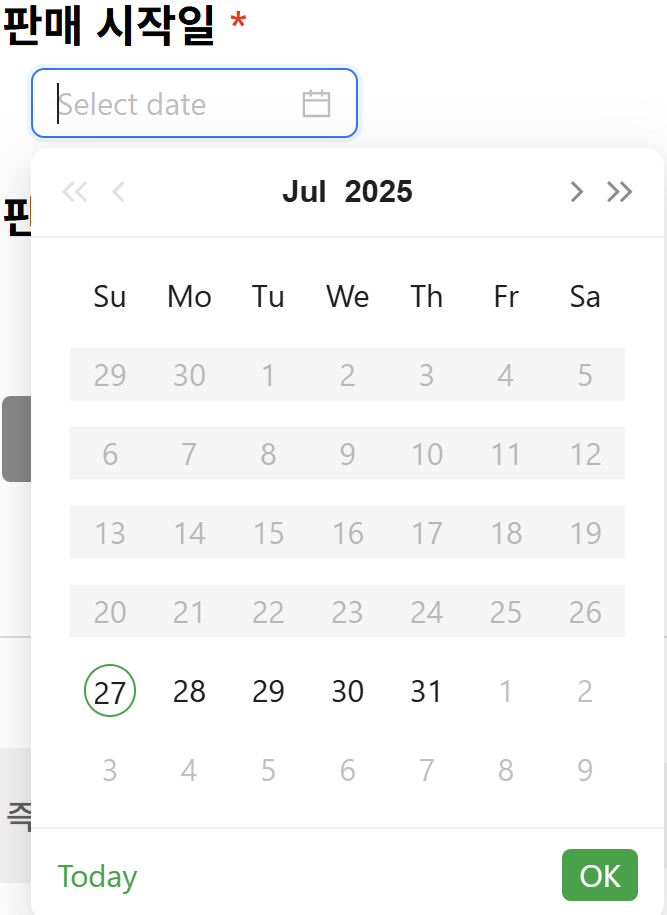 판매 시작일 *
Select date
Jul 2025
Su Mo Tu We Th Fr Sa
29 30 1 2 3 4 5
6 7 8 9 10 11 12
13 14 15 16 17 18 19
20 21 22 23 24 25 26
27 28 29 30 31 1 2
3 4 5 6 7 8 9
즉
Today OK